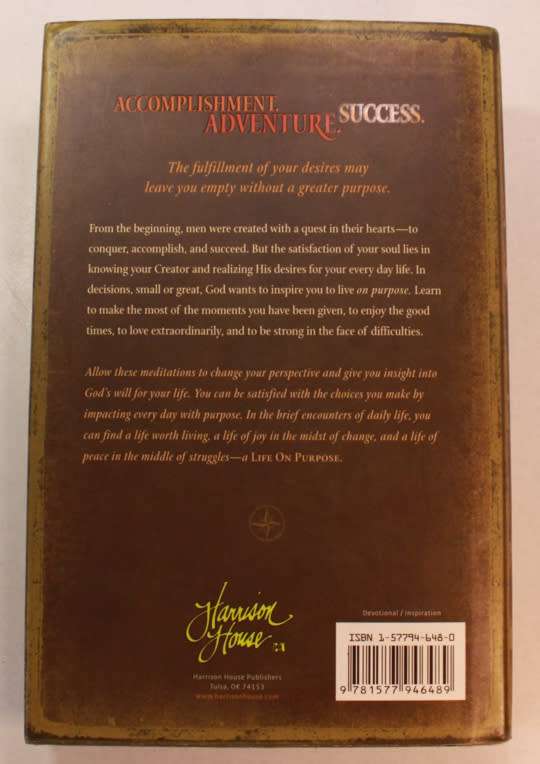 ACCOMPLISHMENT.
ADVENTURE. SUCCESS.
The fulfillment of your desires may
leave you empty without a greater purpose.
From the beginning, men were created with a quest in their hearts—to
conquer, accomplish, and succeed. But the satisfaction of your soul lies in
knowing your Creator and realizing His desires for your every day life. In
decisions, small or great, God wants to inspire you to live on purpose. Learn
to make the most of the moments you have been given, to enjoy the good
times, to love extraordinarily, and to be strong in the face of difficulties.
Allow these meditations to change your perspective and give you insight into
God's will for your life. You can be satisfied with the choices you make by
impacting every day with purpose. In the brief encounters of daily life, you
can find a life worth living, a life of joy in the midst of change, and a life of
peace in the middle of struggles—a LIFE ON PURPOSE.
Harrison
House
Harrison House Publishers
Tulsa, OK 74153
www.harrisonhouse.com
Devotional / Inspiration
ISBN 1-57794-648-0
9 781577 946489